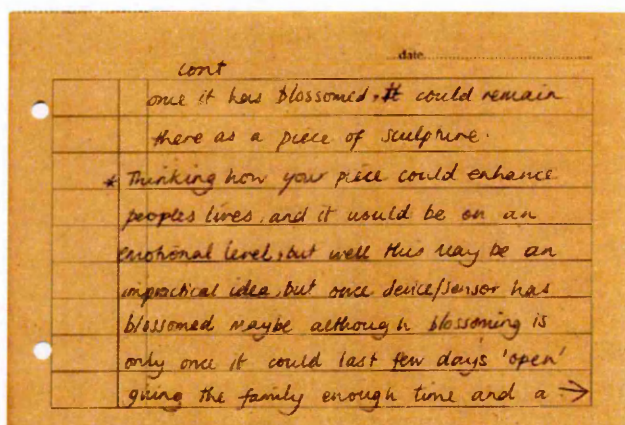 date
cont
once it has blossomed. It could remain
there as a piece of sculpture.
* Thinking how your piece could enhance
peoples lives, and it would be on an
emotional level, but well this may be an
impractical idea, but once device/sensor has
blossomed maybe although blossoming is
only once it could last few days 'open'
giving the family enough time and a →